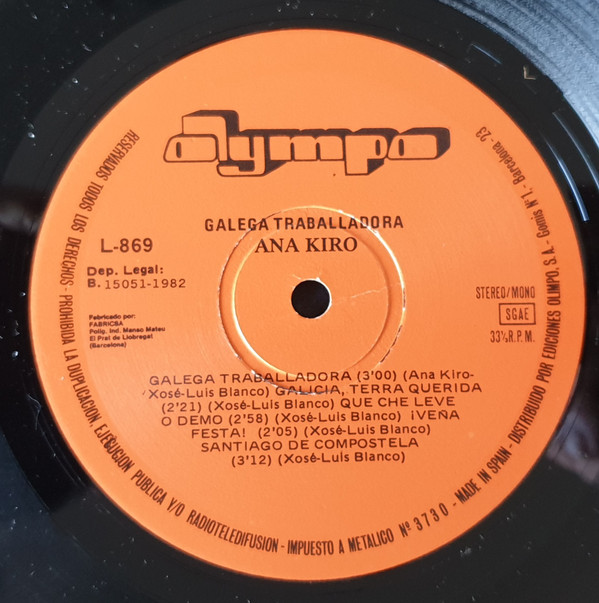 Olympo
GALEGA TRABALLADORA
ANA KIRO
L-869
Dep. Legal:
B. 15051-1982
Fabricado por:
FABRICSA
Polig. Ind. Manso Mateu
El Prat de Llobregat
(Barcelona)
STEREO/MONO
SGAE
33⅓ R.P.M.
GALEGA TRABALLADORA (3'00) (Ana Kiro-
Xosé-Luis Blanco) GALICIA, TERRA QUERIDA
(2'21) (Xosé-Luis Blanco) QUE CHE LEVE
O DEMO (2'58) (Xosé-Luis Blanco) ¡VEÑA
FESTA! (2'05) (Xosé-Luis Blanco)
SANTIAGO DE COMPOSTELA
(3'12) (Xosé-Luis Blanco)
RESERVADOS TODOS LOS DERECHOS - PROHIBIDA LA DUPLICACION, EJECUCION PUBLICA Y/O RADIOTELEDIFUSION - IMPUESTO A METALICO Nº 3730 - MADE IN SPAIN - DISTRIBUIDO POR EDICIONES OLIMPO, S.A. - Gomis Nº 1, - Barcelona - 23